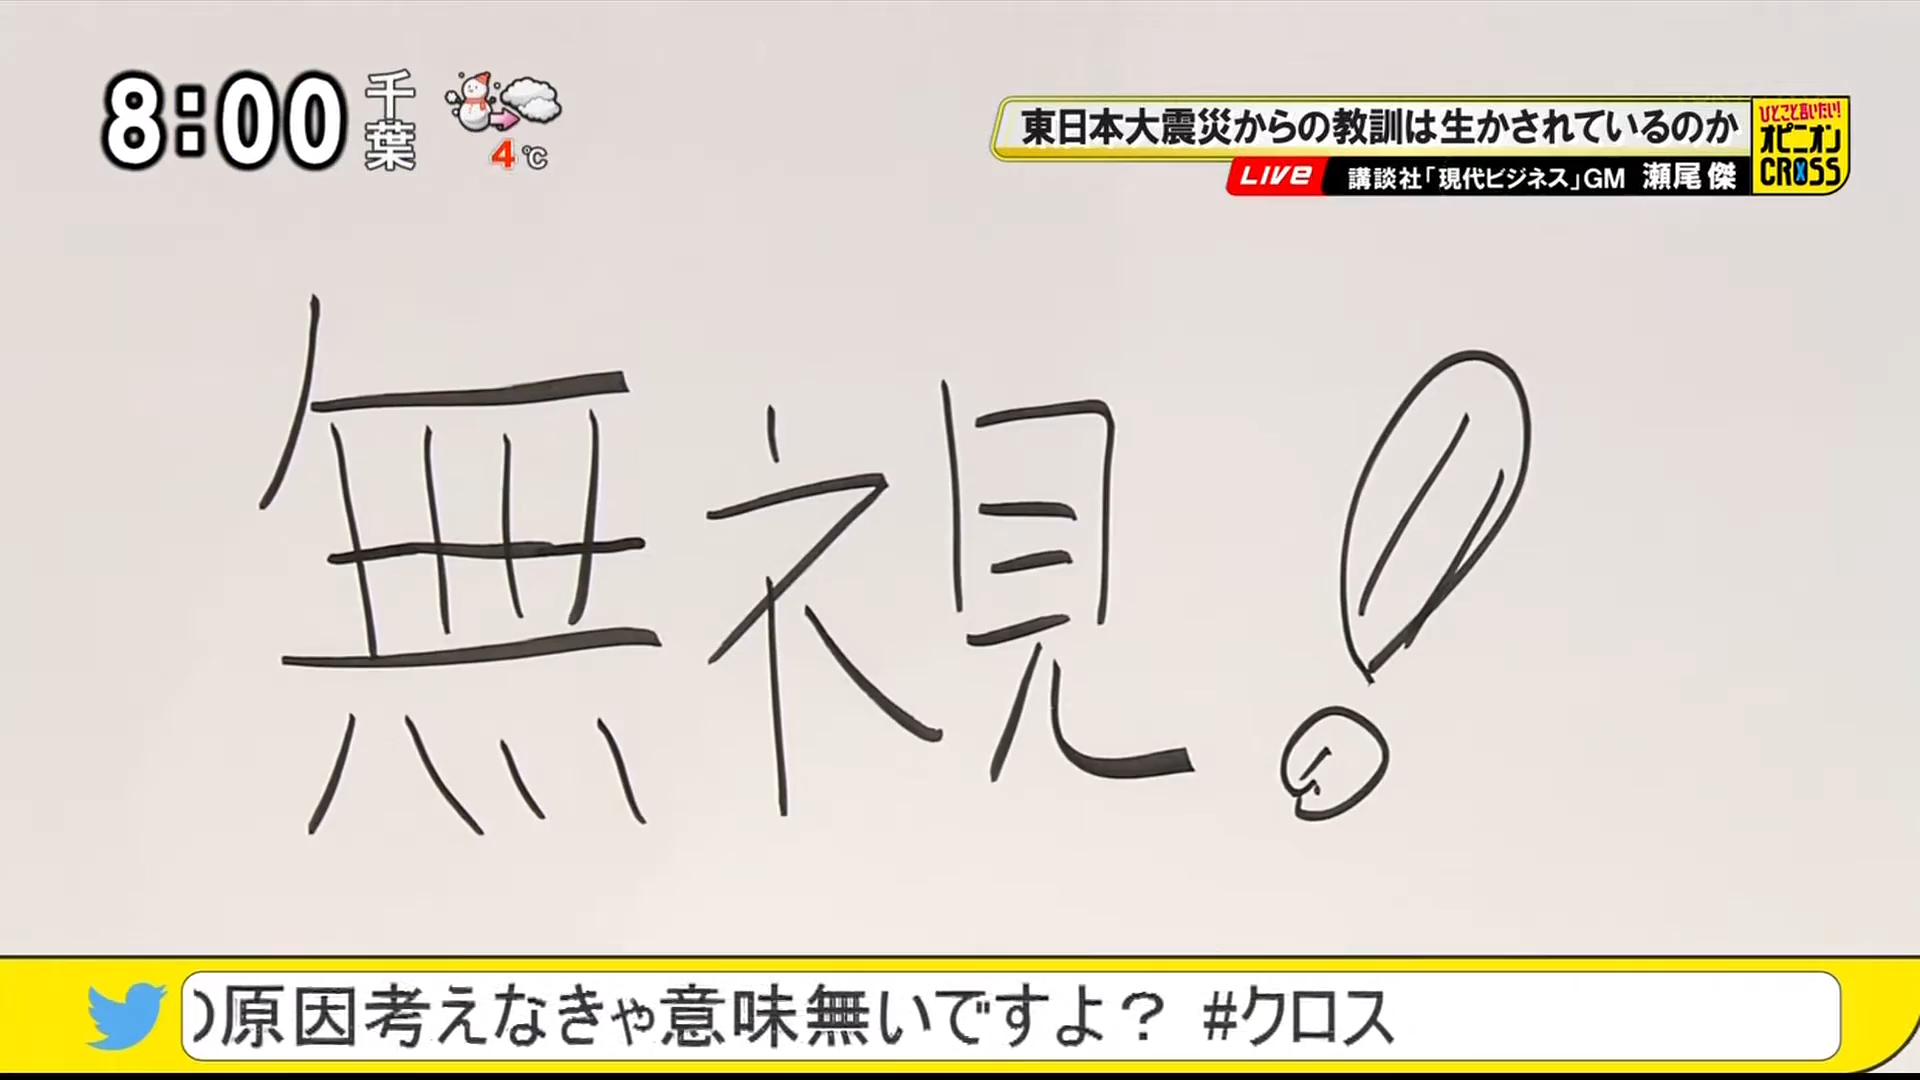 8:00
千葉
4℃
東日本大震災からの教訓は生かされているのか
ひとこと言いたい!
オピニオン
CROSS
LIVE
講談社「現代ビジネス」GM 瀬尾 傑
無視!
原因考えなきゃ意味無いですよ？ #クロス